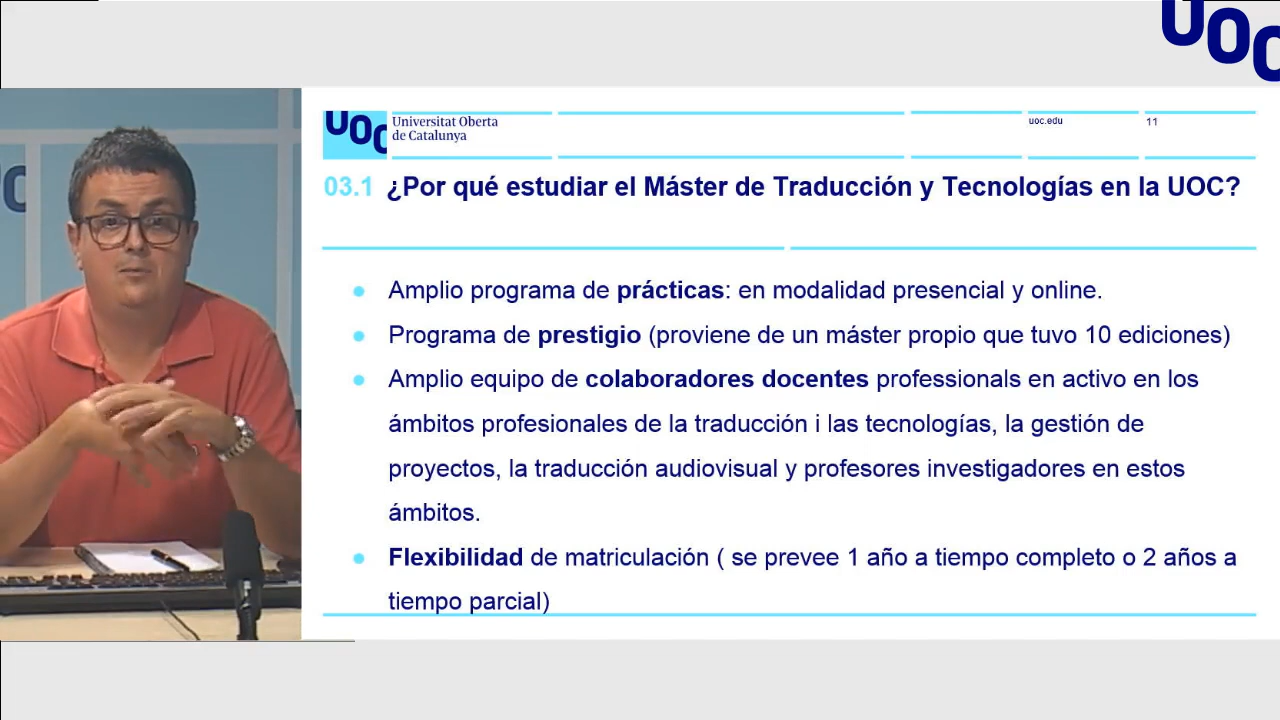 UOC
UOC
Universitat Oberta
de Catalunya
uoc.edu
11
03.1 ¿Por qué estudiar el Máster de Traducción y Tecnologías en la UOC?
● Amplio programa de prácticas: en modalidad presencial y online.
● Programa de prestigio (proviene de un máster propio que tuvo 10 ediciones)
● Amplio equipo de colaboradores docentes professionals en activo en los
ámbitos profesionales de la traducción i las tecnologías, la gestión de
proyectos, la traducción audiovisual y profesores investigadores en estos
ámbitos.
● Flexibilidad de matriculación ( se prevee 1 año a tiempo completo o 2 años a
tiempo parcial)